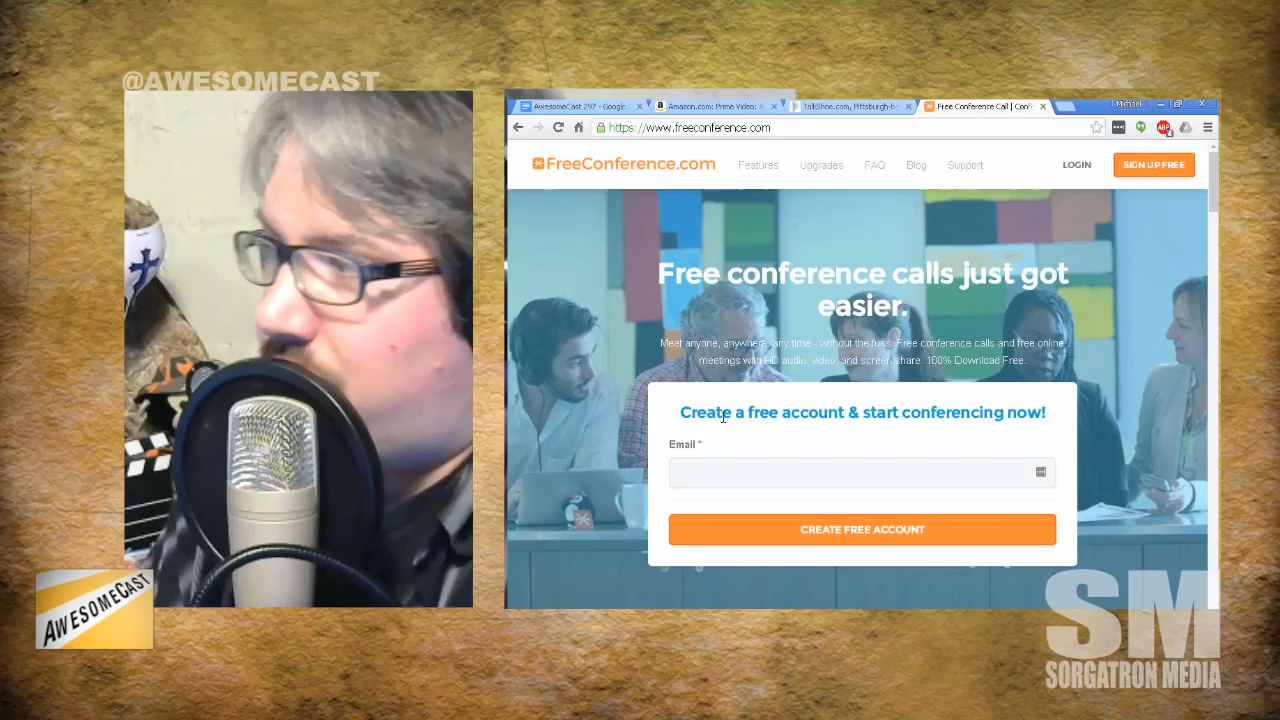 @AWESOMECAST
AwesomeCast 297 - Google
Amazon.com: Prime Video:
TalkShoe.com, Pittsburgh-b
Free Conference Call | Conf
Michael
https://www.freeconference.com
ABP
FreeConference.com
Features
Upgrades
FAQ
Blog
Support
LOGIN
SIGN UP FREE
Free conference calls just got
easier.
Meet anyone, anywhere, any time - without the fuss. Free conference calls and free online
meetings with HD audio, video, and screen share. 100% Download Free.
Create a free account & start conferencing now!
Email *
CREATE FREE ACCOUNT
AWESOMECAST
SM
SORGATRON MEDIA